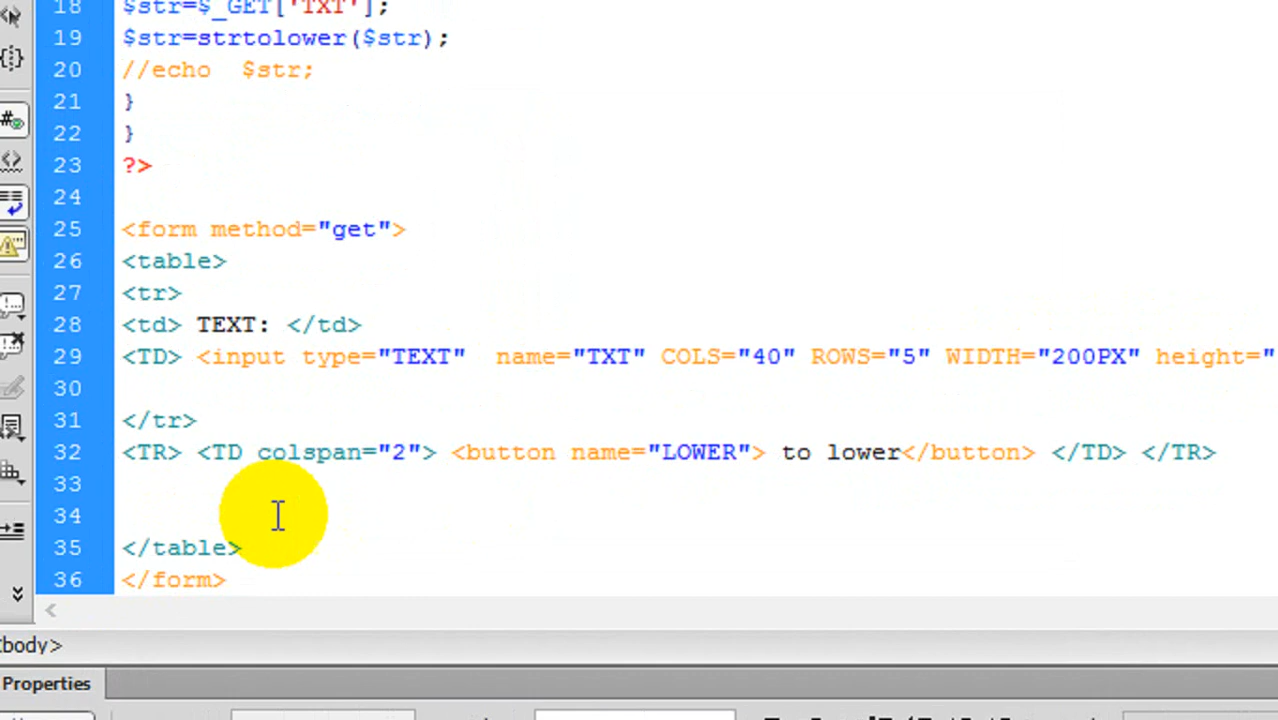 18 $str=$_GET['TXT'];
19 $str=strtolower($str);
20 //echo  $str;
21 }
22 }
23 ?>
24
25 <form method="get">
26 <table>
27 <tr>
28 <td> TEXT: </td>
29 <TD> <input type="TEXT"  name="TXT" COLS="40" ROWS="5" WIDTH="200PX" height="
30
31 </tr>
32 <TR> <TD colspan="2"> <button name="LOWER"> to lower</button> </TD> </TR>
33
34
35 </table>
36 </form>
<body>
Properties